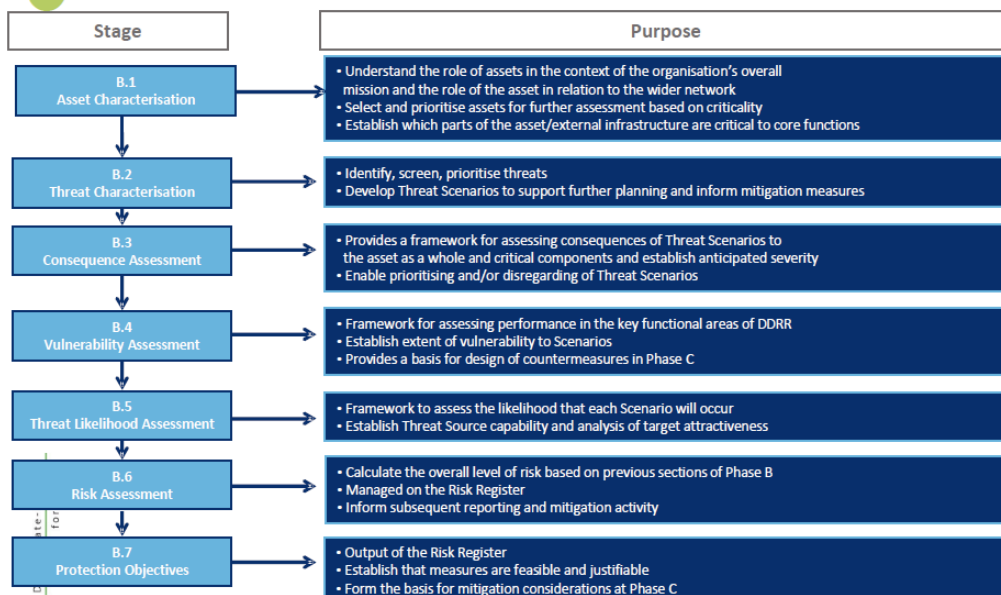 Stage
Purpose
B.1
Asset Characterisation
• Understand the role of assets in the context of the organisation's overall
mission and the role of the asset in relation to the wider network
• Select and prioritise assets for further assessment based on criticality
• Establish which parts of the asset/external infrastructure are critical to core functions
B.2
Threat Characterisation
• Identify, screen, prioritise threats
• Develop Threat Scenarios to support further planning and inform mitigation measures
B.3
Consequence Assessment
• Provides a framework for assessing consequences of Threat Scenarios to
the asset as a whole and critical components and establish anticipated severity
• Enable prioritising and/or disregarding of Threat Scenarios
B.4
Vulnerability Assessment
• Framework for assessing performance in the key functional areas of DDRR
• Establish extent of vulnerability to Scenarios
• Provides a basis for design of countermeasures in Phase C
B.5
Threat Likelihood Assessment
• Framework to assess the likelihood that each Scenario will occur
• Establish Threat Source capability and analysis of target attractiveness
B.6
Risk Assessment
• Calculate the overall level of risk based on previous sections of Phase B
• Managed on the Risk Register
• Inform subsequent reporting and mitigation activity
B.7
Protection Objectives
• Output of the Risk Register
• Establish that measures are feasible and justifiable
• Form the basis for mitigation considerations at Phase C
for